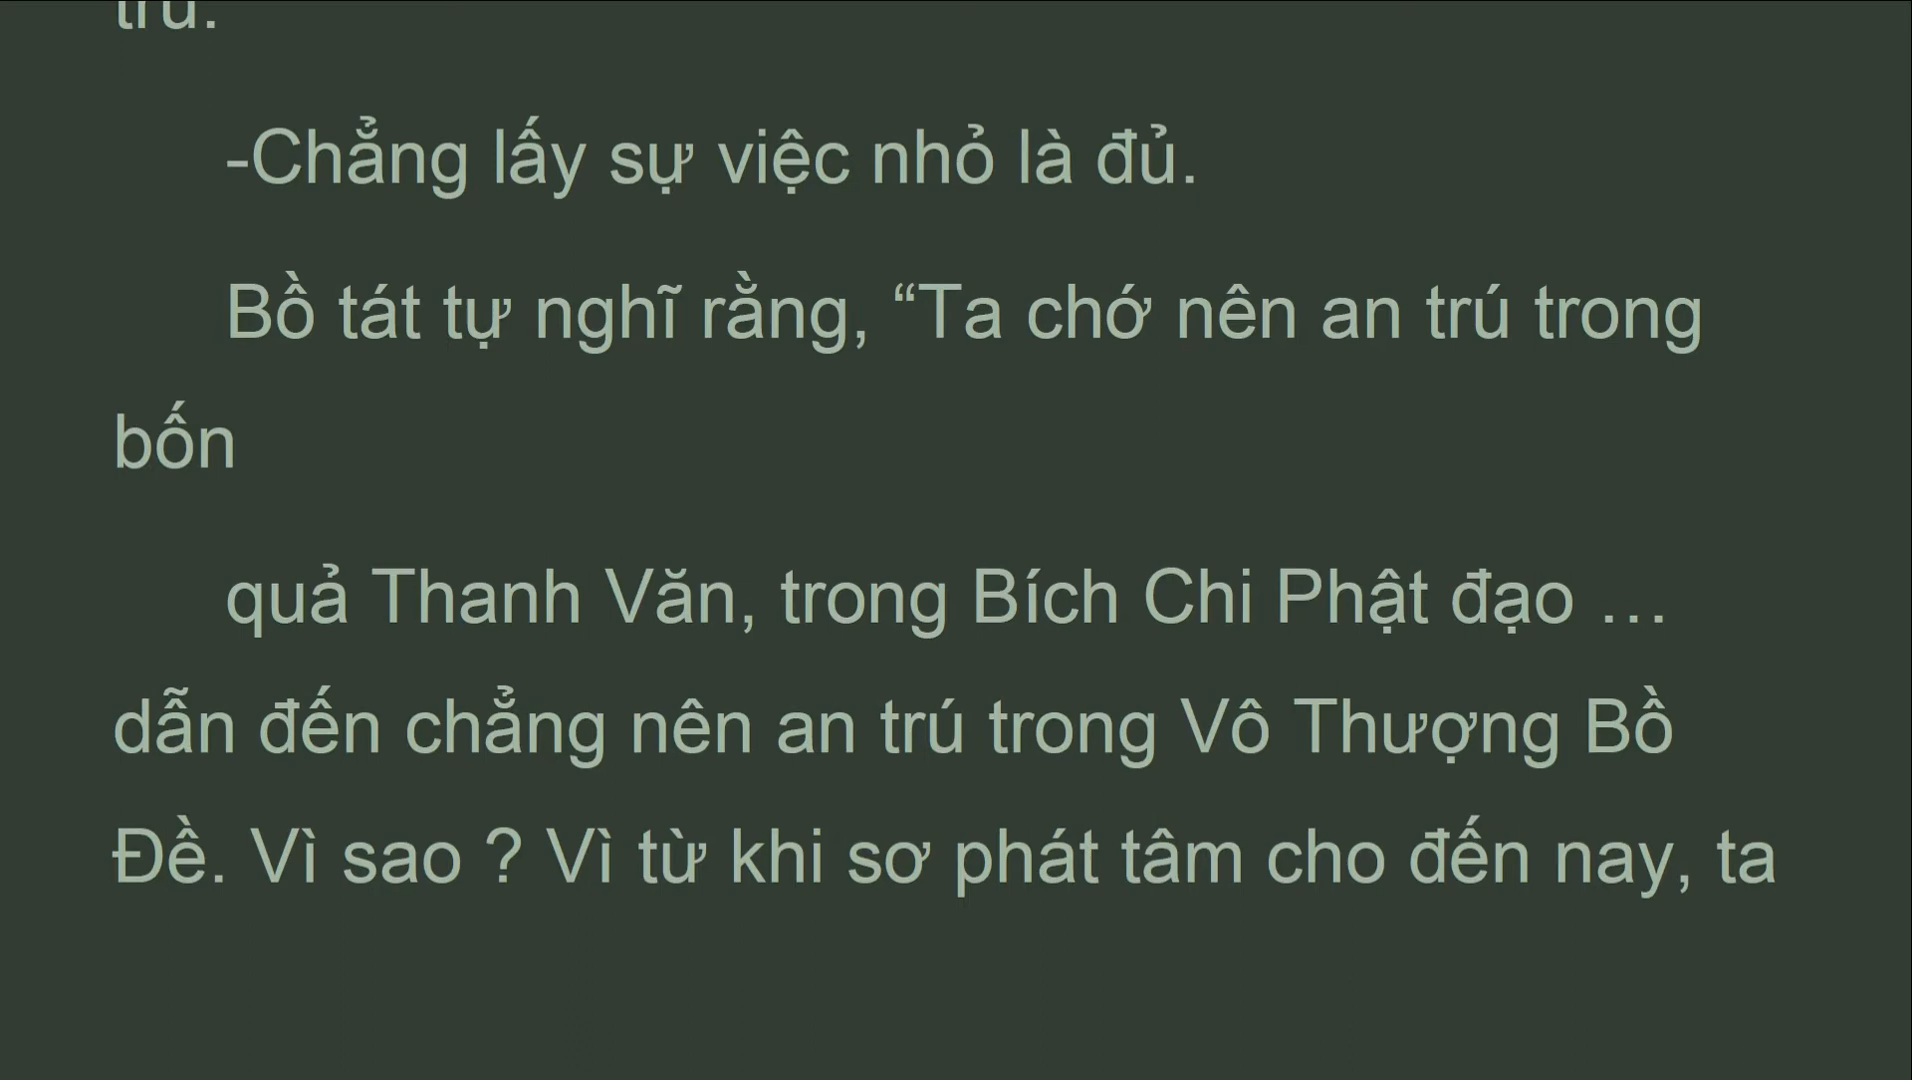 trú.
-Chẳng lấy sự việc nhỏ là đủ.
Bồ tát tự nghĩ rằng, “Ta chớ nên an trú trong
bốn
quả Thanh Văn, trong Bích Chi Phật đạo …
dẫn đến chẳng nên an trú trong Vô Thượng Bồ
Đề. Vì sao ? Vì từ khi sơ phát tâm cho đến nay, ta